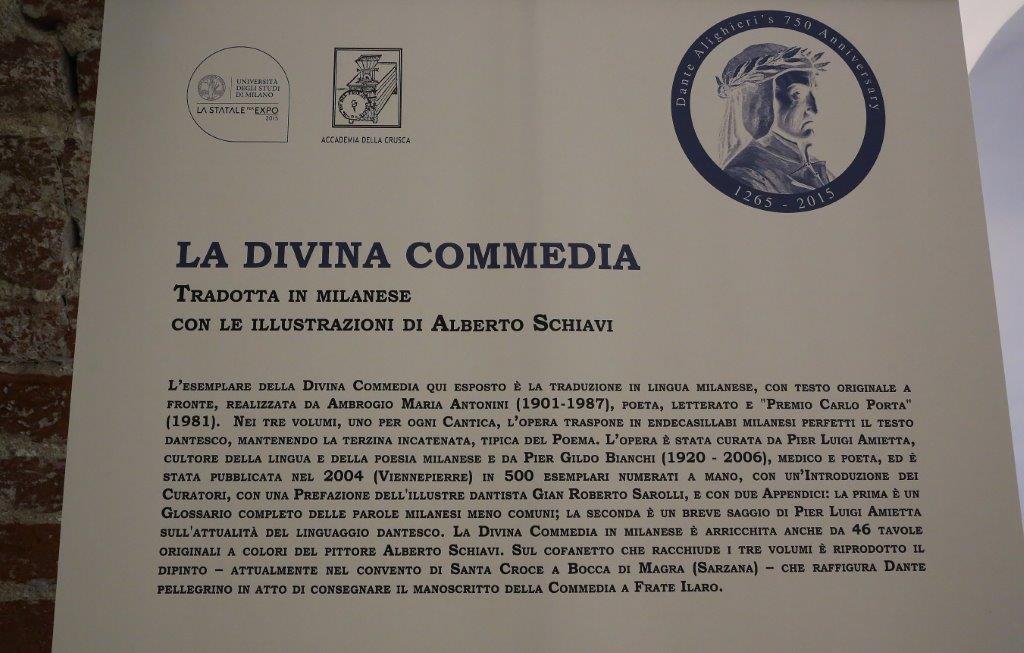 UNIVERSITÀ
DEGLI STUDI
DI MILANO
LA STATALE PER EXPO
2015
ACCADEMIA DELLA CRUSCA
Dante Alighieri's 750 Anniversary
1265 - 2015
LA DIVINA COMMEDIA
TRADOTTA IN MILANESE
CON LE ILLUSTRAZIONI DI ALBERTO SCHIAVI
L'ESEMPLARE DELLA DIVINA COMMEDIA QUI ESPOSTO È LA TRADUZIONE IN LINGUA MILANESE, CON TESTO ORIGINALE A
FRONTE, REALIZZATA DA AMBROGIO MARIA ANTONINI (1901-1987), POETA, LETTERATO E "PREMIO CARLO PORTA"
(1981). NEI TRE VOLUMI, UNO PER OGNI CANTICA, L'OPERA TRASPONE IN ENDECASILLABI MILANESI PERFETTI IL TESTO
DANTESCO, MANTENENDO LA TERZINA INCATENATA, TIPICA DEL POEMA. L'OPERA È STATA CURATA DA PIER LUIGI AMIETTA,
CULTORE DELLA LINGUA E DELLA POESIA MILANESE E DA PIER GILDO BIANCHI (1920 - 2006), MEDICO E POETA, ED È
STATA PUBBLICATA NEL 2004 (VIENNEPIERRE) IN 500 ESEMPLARI NUMERATI A MANO, CON UN'INTRODUZIONE DEI
CURATORI, CON UNA PREFAZIONE DELL'ILLUSTRE DANTISTA GIAN ROBERTO SAROLLI, E CON DUE APPENDICI: LA PRIMA È UN
GLOSSARIO COMPLETO DELLE PAROLE MILANESI MENO COMUNI; LA SECONDA È UN BREVE SAGGIO DI PIER LUIGI AMIETTA
SULL'ATTUALITÀ DEL LINGUAGGIO DANTESCO. LA DIVINA COMMEDIA IN MILANESE È ARRICCHITA ANCHE DA 46 TAVOLE
ORIGINALI A COLORI DEL PITTORE ALBERTO SCHIAVI. SUL COFANETTO CHE RACCHIUDE I TRE VOLUMI È RIPRODOTTO IL
DIPINTO – ATTUALMENTE NEL CONVENTO DI SANTA CROCE A BOCCA DI MAGRA (SARZANA) – CHE RAFFIGURA DANTE
PELLEGRINO IN ATTO DI CONSEGNARE IL MANOSCRITTO DELLA COMMEDIA A FRATE ILARO.